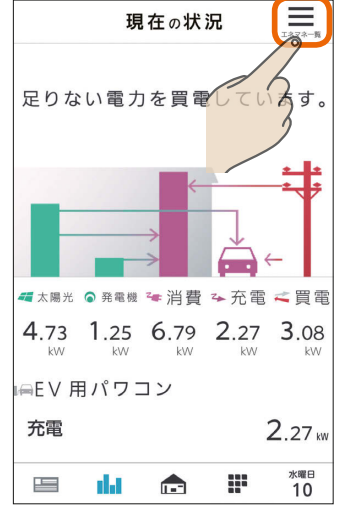 現在の状況
エネマネ一覧
足りない電力を買電しています。
太陽光 発電機 消費 充電 買電
4.73 1.25 6.79 2.27 3.08
kW kW kW kW kW
EV用パワコン
充電 2.27 kW
水曜日
10